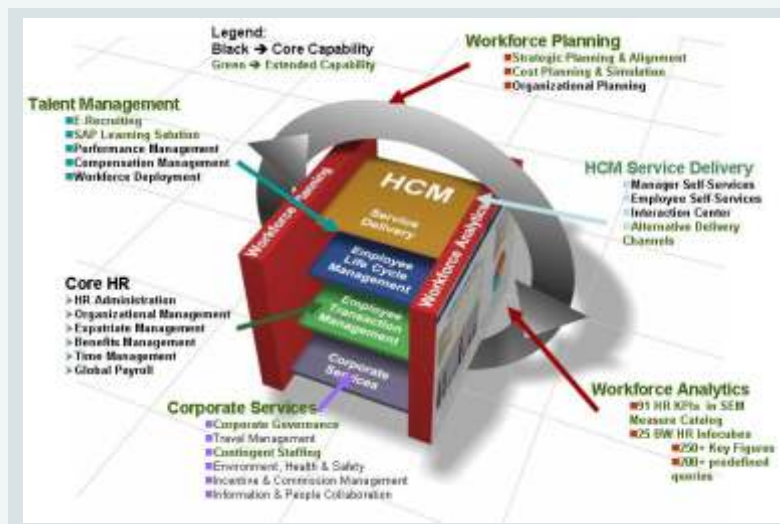 Legend:
Black → Core Capability
Green → Extended Capability
Workforce Planning
Strategic Planning & Alignment
Cost Planning & Simulation
Organizational Planning
Talent Management
E-Recruiting
SAP Learning Solution
Performance Management
Compensation Management
Workforce Deployment
HCM Service Delivery
Manager Self-Services
Employee Self-Services
Interaction Center
Alternative Delivery
Channels
Workforce Planning
HCM
Service
Delivery
Workforce Analytics
Employee
Life Cycle
Management
Employee
Transaction
Management
Corporate
Services
Core HR
HR Administration
Organizational Management
Expatriate Management
Benefits Management
Time Management
Global Payroll
Corporate Services
Corporate Governance
Travel Management
Contingent Staffing
Environment, Health & Safety
Incentive & Commission Management
Information & People Collaboration
Workforce Analytics
91 HR KPIs in SEM
Measure Catalog
25 BW HR Infocubes
250+ Key Figures
200+ predefined
queries